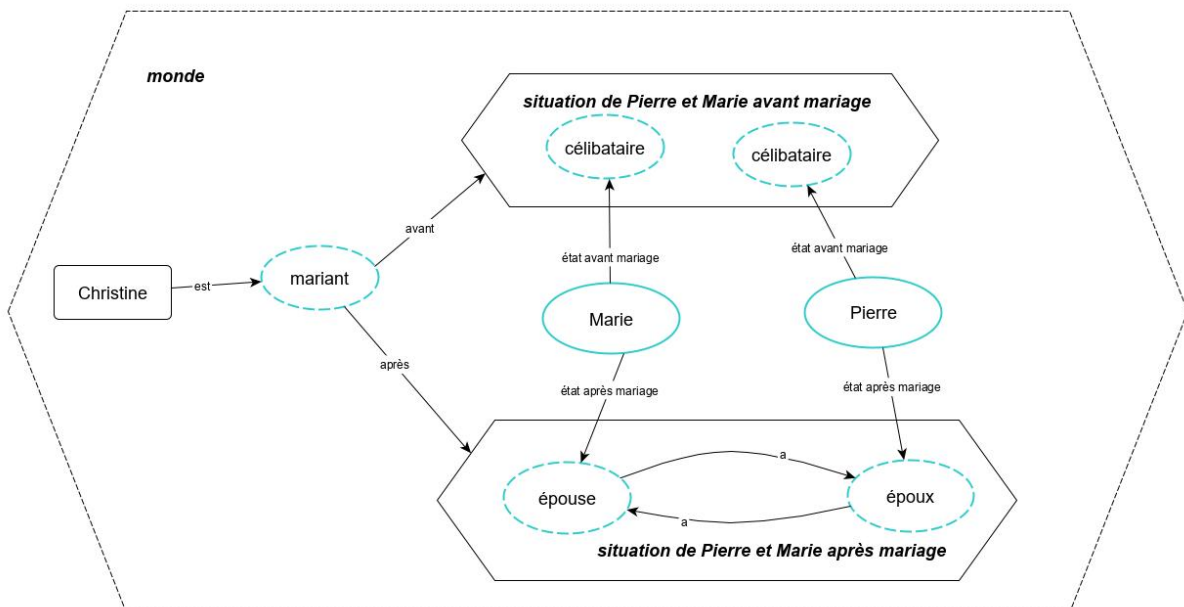 monde
situation de Pierre et Marie avant mariage
célibataire
célibataire
avant
état avant mariage
état avant mariage
Christine
est
mariant
Marie
Pierre
après
état après mariage
état après mariage
a
épouse
époux
a
situation de Pierre et Marie après mariage